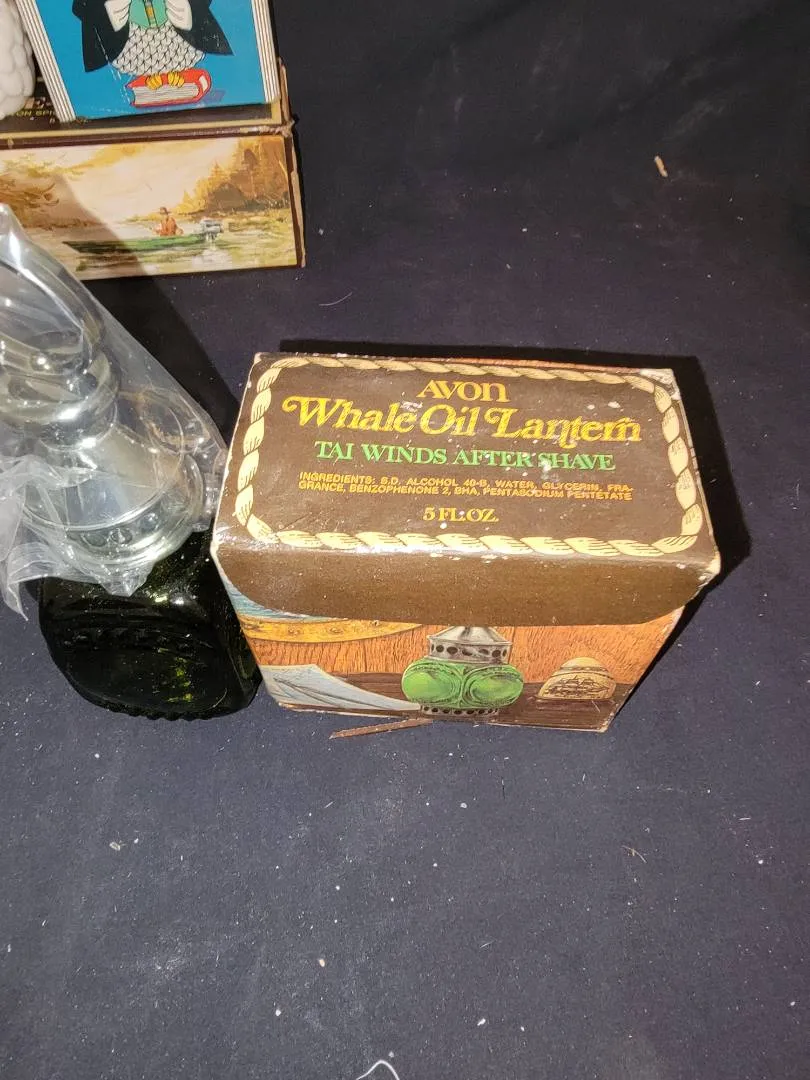 AVON
Whale Oil Lantern
TAI WINDS AFTER SHAVE
INGREDIENTS: S.D. ALCOHOL 40-B, WATER, GLYCERIN, FRA-
GRANCE, BENZOPHENONE 2, BHA, PENTASODIUM PENTETATE
5 FL. OZ.